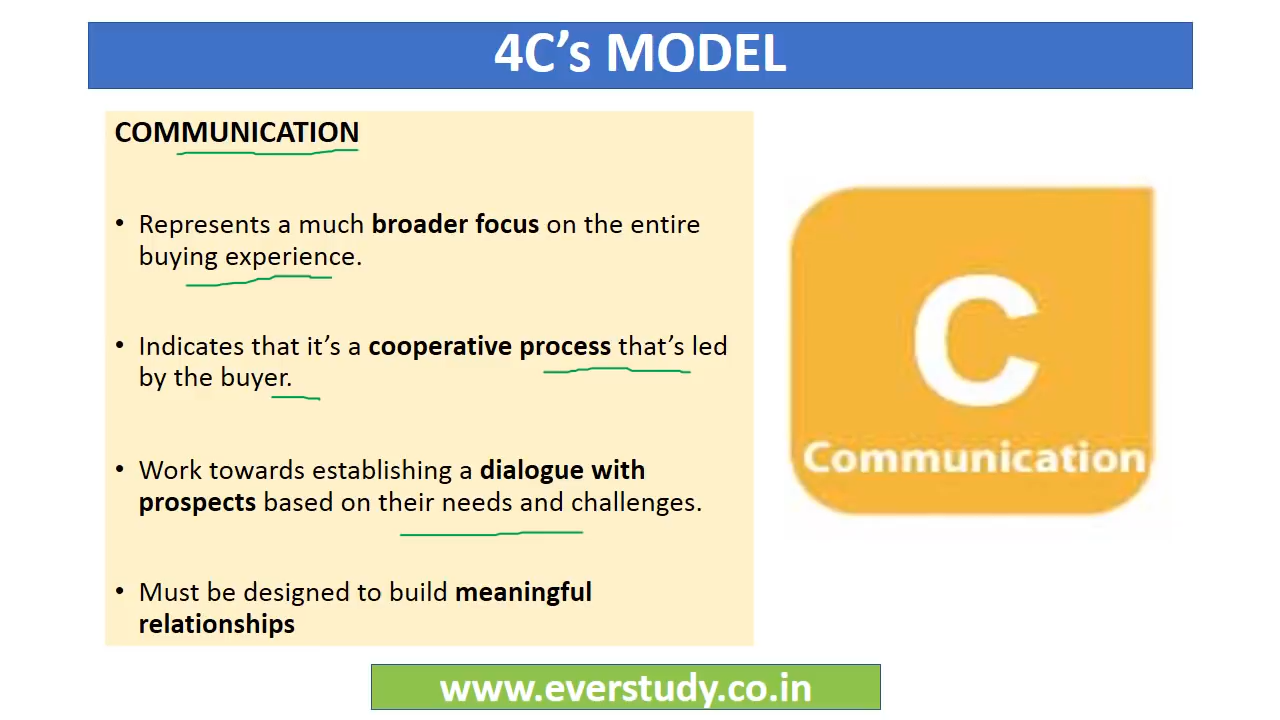 4C’s MODEL
COMMUNICATION
• Represents a much broader focus on the entire
buying experience.
• Indicates that it’s a cooperative process that’s led
by the buyer.
• Work towards establishing a dialogue with
prospects based on their needs and challenges.
• Must be designed to build meaningful
relationships
C
Communication
www.everstudy.co.in